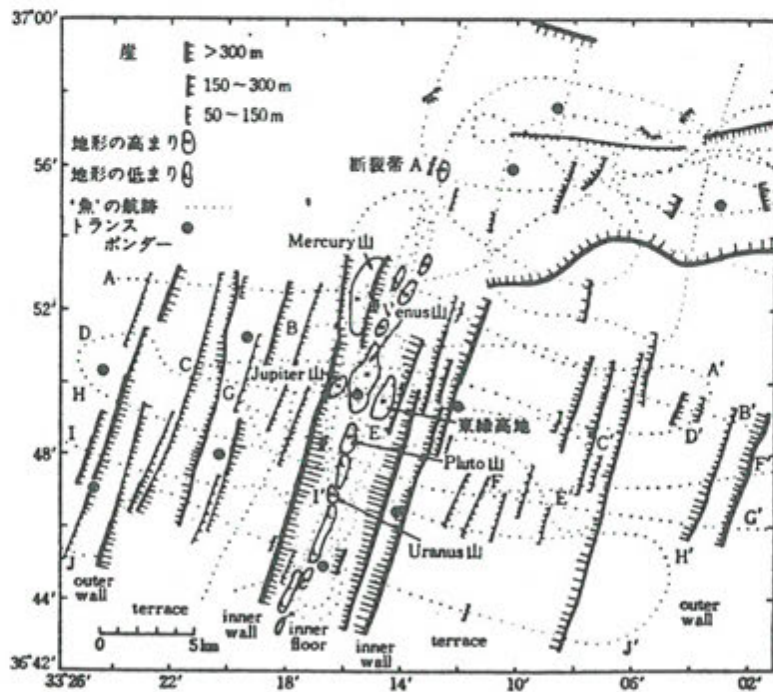 37°00′
崖
>300 m
150~300 m
50~150 m
地形の高まり
地形の低まり
'魚'の航跡
トランス
ポンダー
断裂帯 A
56′
Mercury山
A
52′
Venus山
D
B
C
G
Jupiter山
A′
H
B′
I
E
東縁高地
D′
C′
48′
Pluto山
F′
F
E′
I′
G′
Uranus山
H′
J
outer
wall
44′
terrace
inner
wall
inner
floor
inner
wall
terrace
outer
wall
0
5
km
J′
36°42′
33°26′
22′
18′
14′
10′
06′
02′